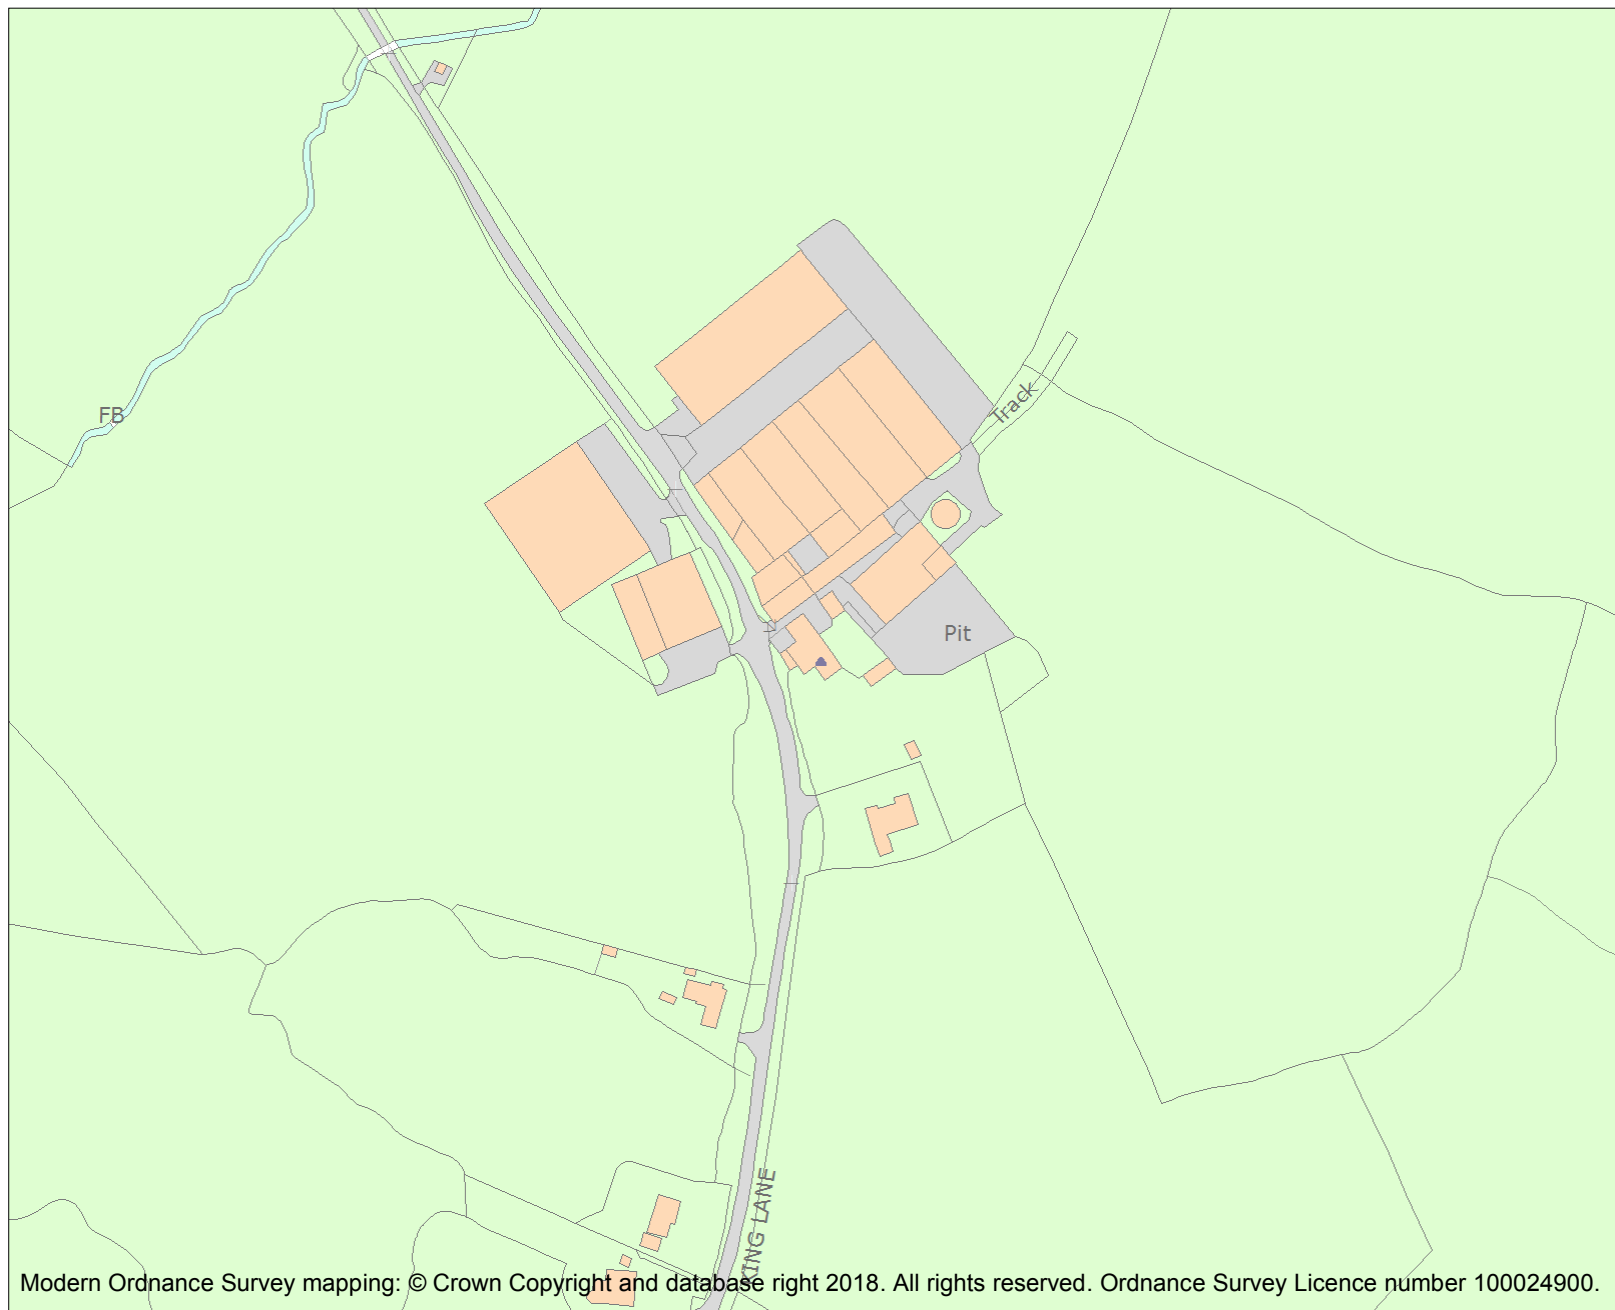 FB
Track
Pit
KING LANE
Modern Ordnance Survey mapping: © Crown Copyright and database right 2018. All rights reserved. Ordnance Survey Licence number 100024900.